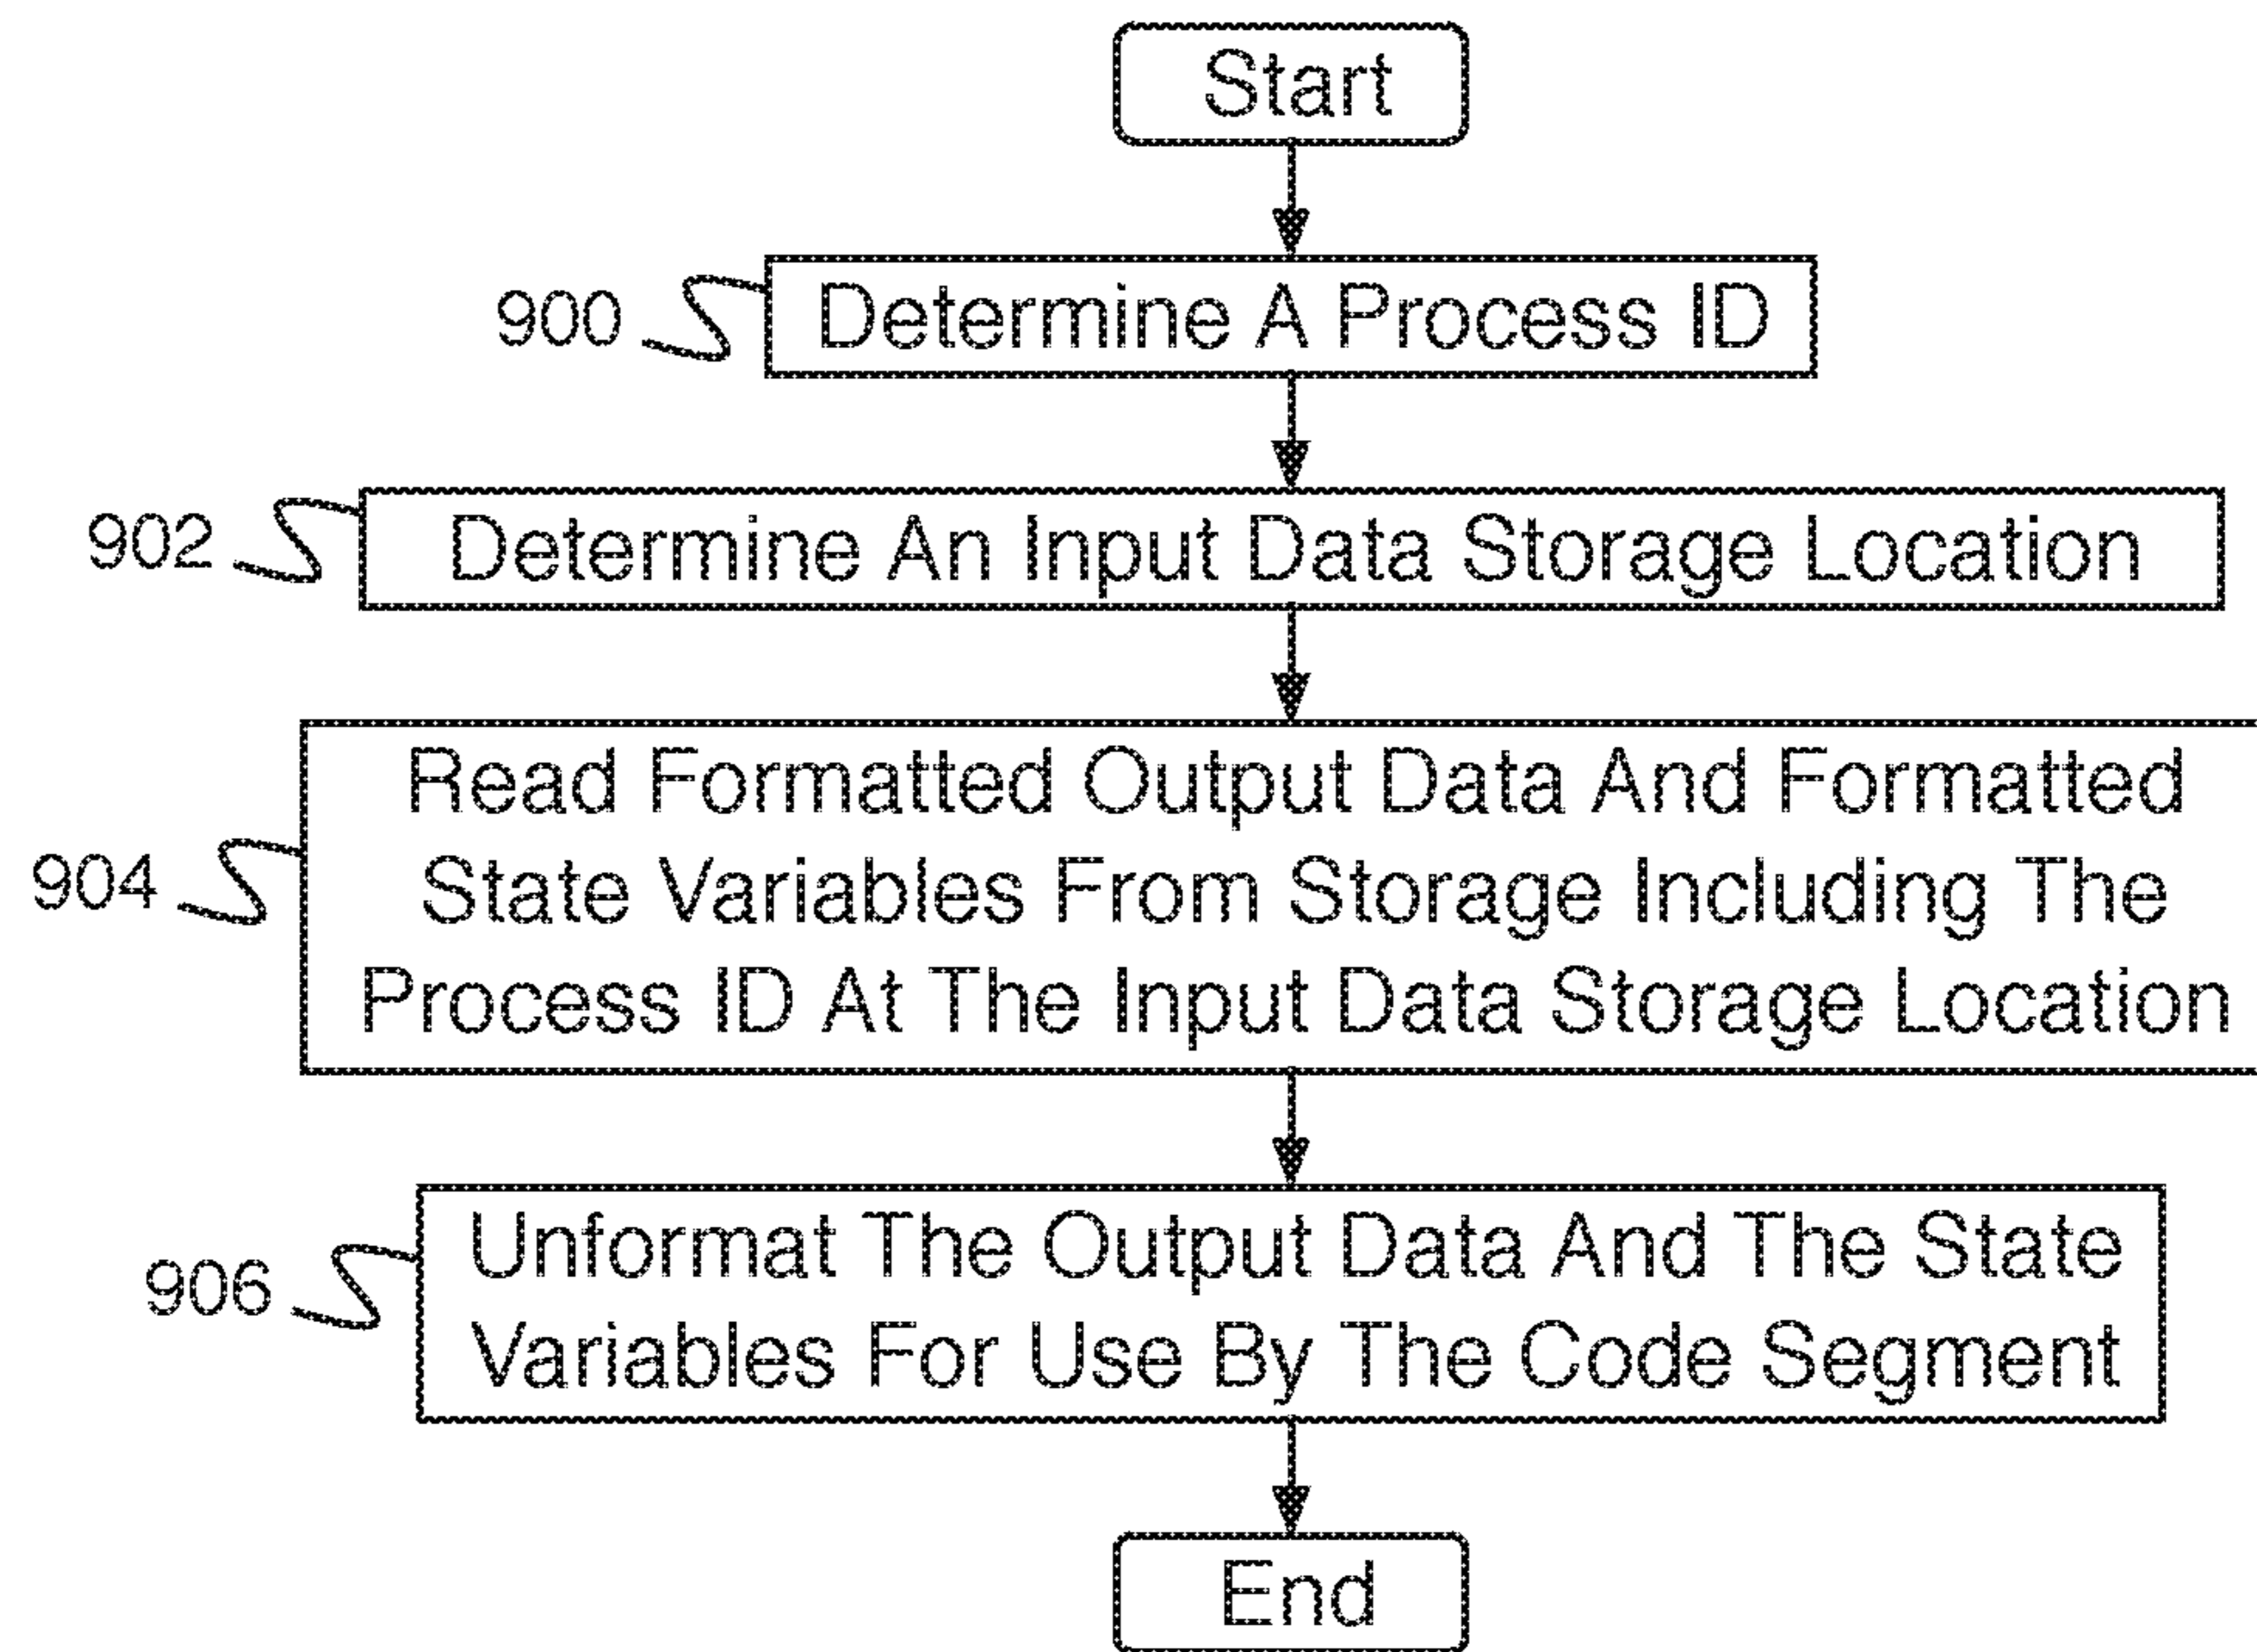 Start
900
Determine A Process ID
902
Determine An Input Data Storage Location
Read Formatted Output Data And Formatted
904
State Variables From Storage Including The
Process ID At The Input Data Storage Location
906
Unformat The Output Data And The State
Variables For Use By The Code Segment
End